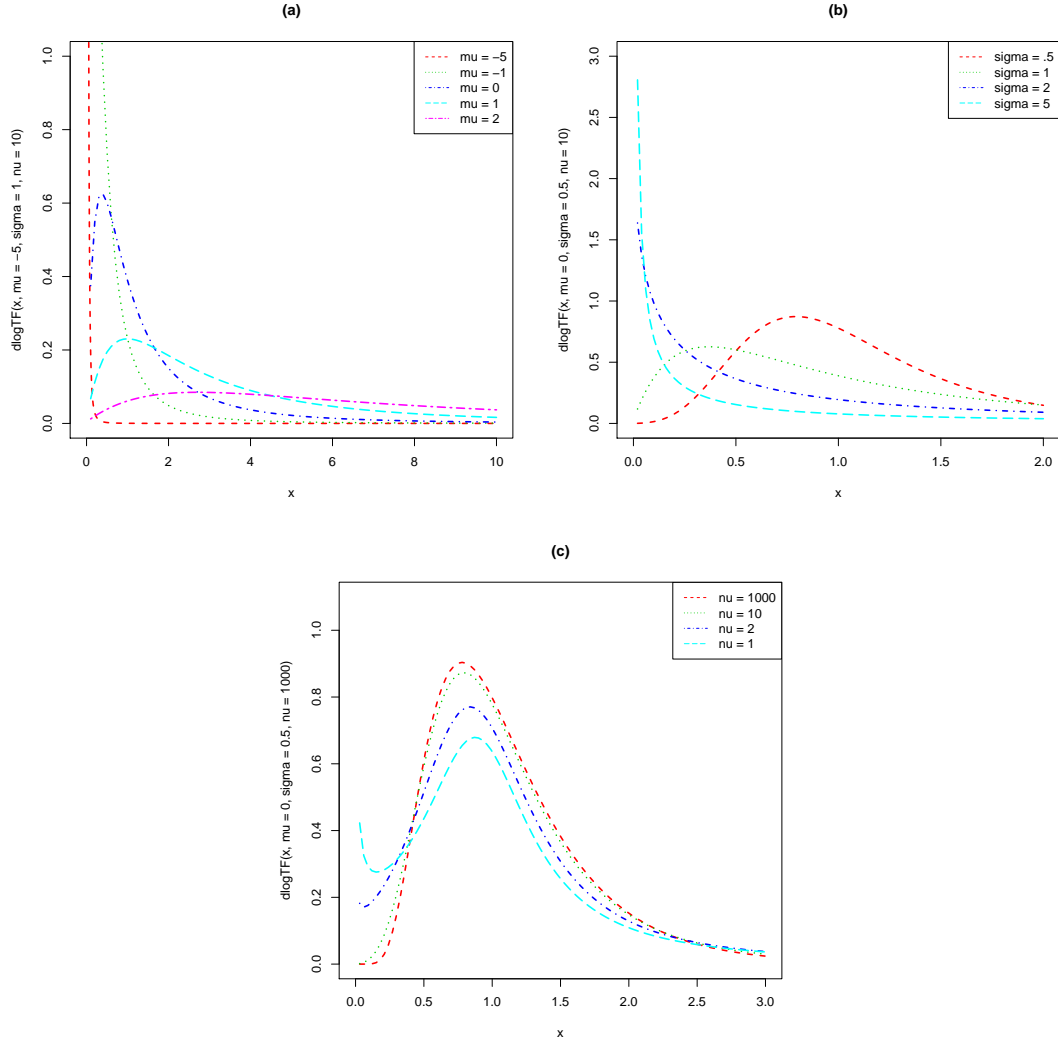 (a)
dlogTF(x, mu = −5, sigma = 1, nu = 10)
1.0
0.8
0.6
0.4
0.2
0.0
mu = −5
mu = −1
mu = 0
mu = 1
mu = 2
0
2
4
6
8
10
x
(b)
dlogTF(x, mu = 0, sigma = 0.5, nu = 10)
3.0
2.5
2.0
1.5
1.0
0.5
0.0
sigma = .5
sigma = 1
sigma = 2
sigma = 5
0.0
0.5
1.0
1.5
2.0
x
(c)
dlogTF(x, mu = 0, sigma = 0.5, nu = 1000)
1.0
0.8
0.6
0.4
0.2
0.0
nu = 1000
nu = 10
nu = 2
nu = 1
0.0
0.5
1.0
1.5
2.0
2.5
3.0
x